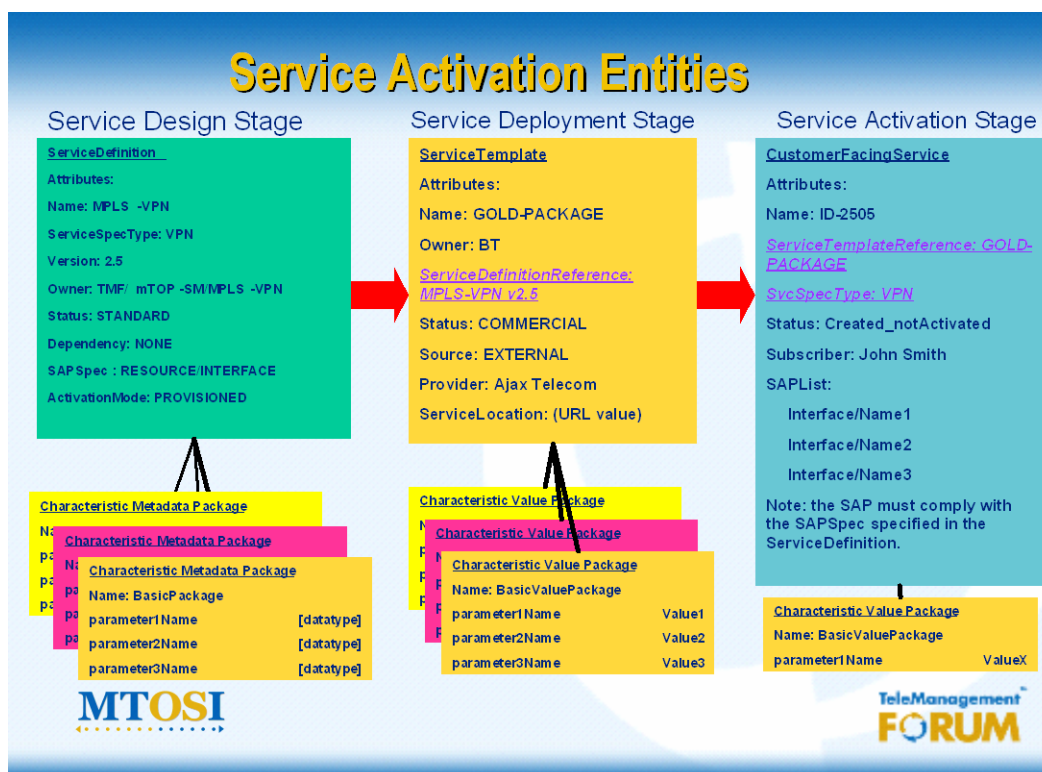 Service Activation Entities
Service Design Stage
ServiceDefinition
Attributes:
Name: MPLS -VPN
ServiceSpecType: VPN
Version: 2.5
Owner: TMF/ mTOP -SM/MPLS -VPN
Status: STANDARD
Dependency: NONE
SAPSpec : RESOURCE/INTERFACE
ActivationMode: PROVISIONED
Characteristic Metadata Package
Characteristic Metadata Package
Characteristic Metadata Package
Name: BasicPackage
parameter1Name [datatype]
parameter2Name [datatype]
parameter3Name [datatype]
Service Deployment Stage
ServiceTemplate
Attributes:
Name: GOLD-PACKAGE
Owner: BT
ServiceDefinitionReference:
MPLS-VPN v2.5
Status: COMMERCIAL
Source: EXTERNAL
Provider: Ajax Telecom
ServiceLocation: (URL value)
Characteristic Value Package
Characteristic Value Package
Characteristic Value Package
Name: BasicValuePackage
parameter1Name Value1
parameter2Name Value2
parameter3Name Value3
Service Activation Stage
CustomerFacingService
Attributes:
Name: ID-2505
ServiceTemplateReference: GOLD-
PACKAGE
SvcSpecType: VPN
Status: Created_notActivated
Subscriber: John Smith
SAPList:
Interface/Name1
Interface/Name2
Interface/Name3
Note: the SAP must comply with
the SAPSpec specified in the
ServiceDefinition.
Characteristic Value Package
Name: BasicValuePackage
parameter1Name ValueX
MTOSI
TeleManagement
FORUM